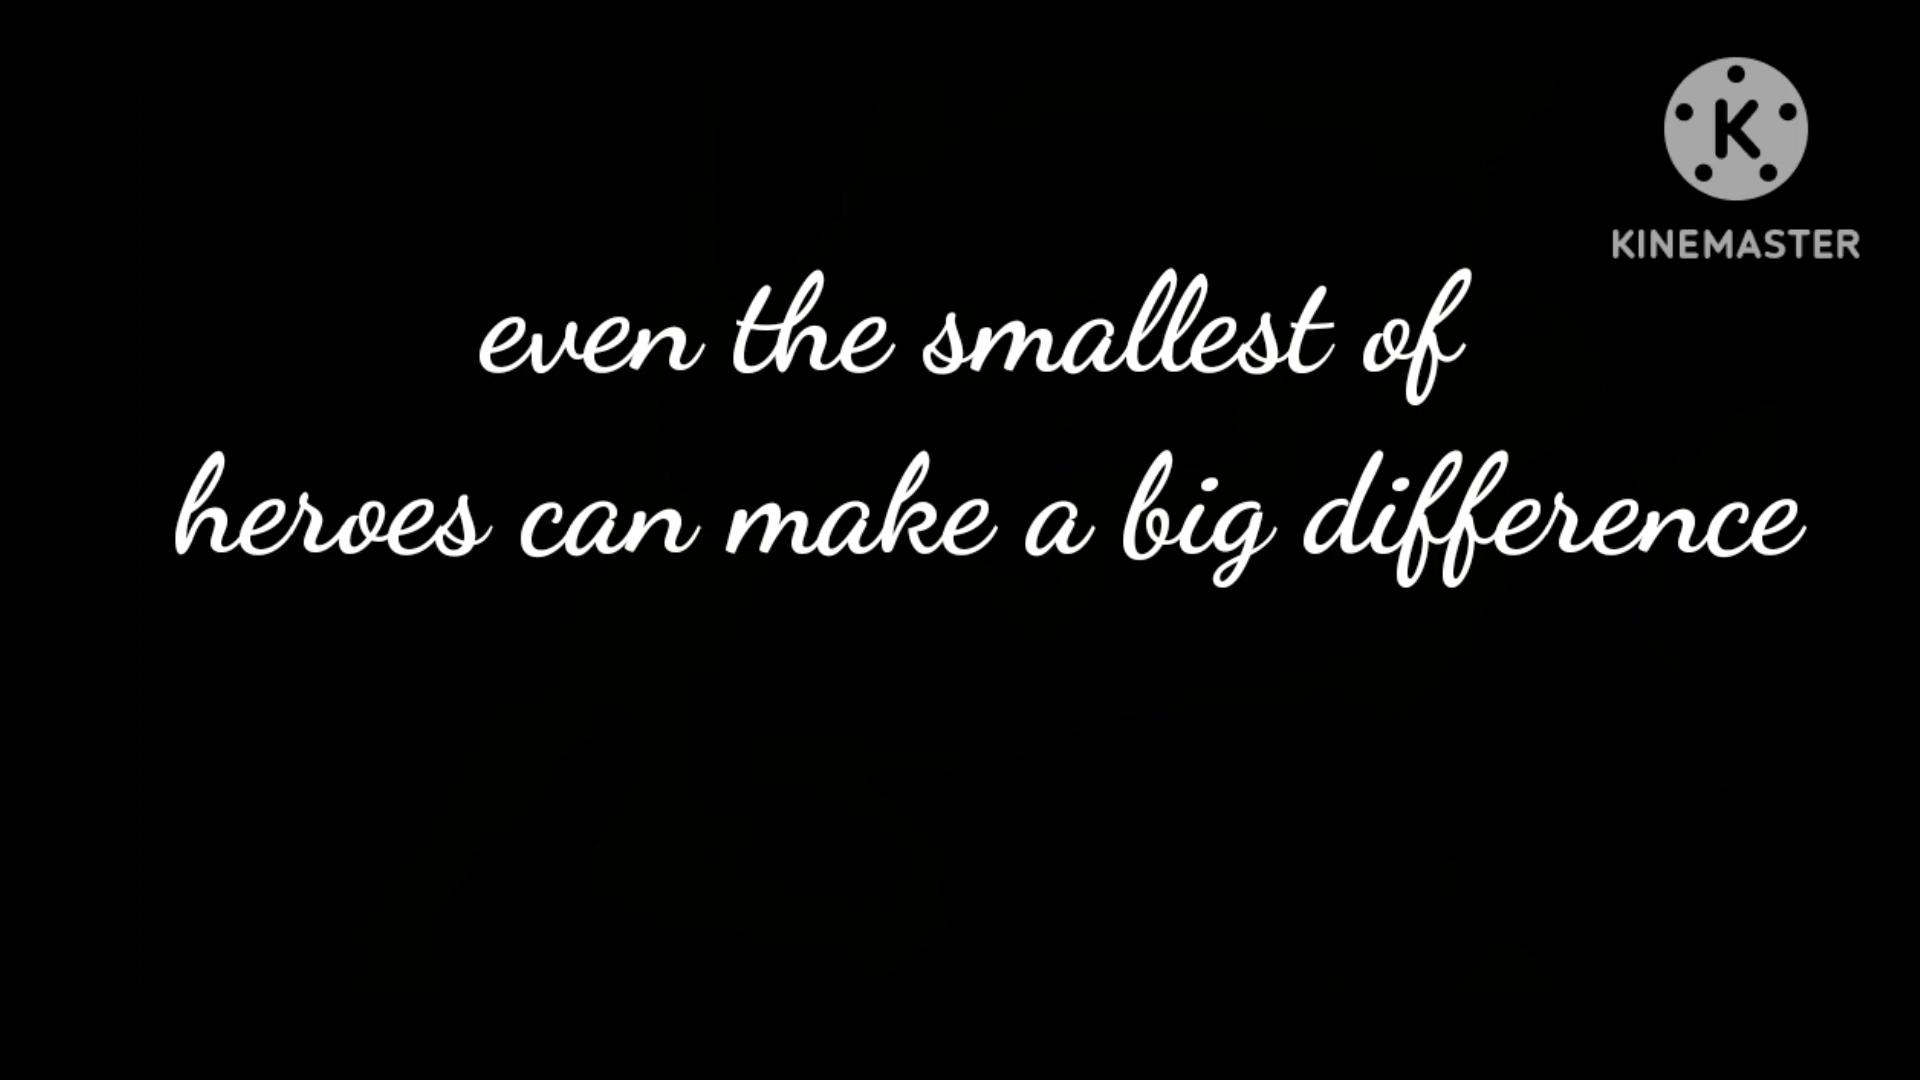 K
KINEMASTER
even the smallest of
heroes can make a big difference